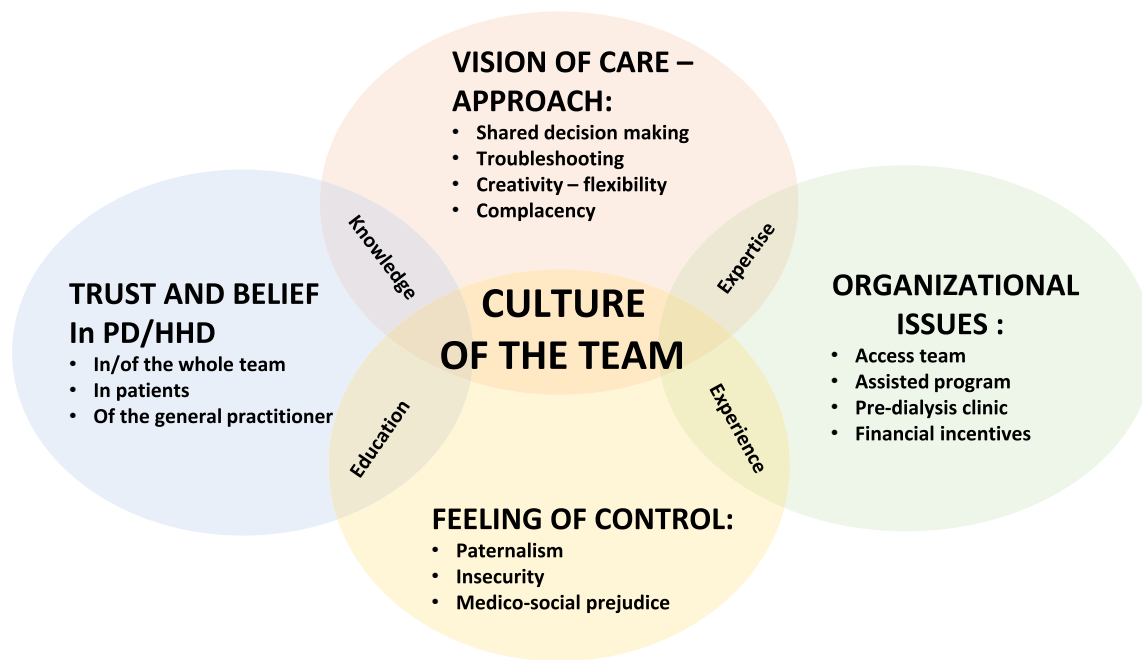 VISION OF CARE –
APPROACH:
• Shared decision making
• Troubleshooting
• Creativity – flexibility
• Complacency
Knowledge
Expertise
TRUST AND BELIEF
In PD/HHD
• In/of the whole team
• In patients
• Of the general practitioner
CULTURE
OF THE TEAM
ORGANIZATIONAL
ISSUES :
• Access team
• Assisted program
• Pre-dialysis clinic
• Financial incentives
Education
Experience
FEELING OF CONTROL:
• Paternalism
• Insecurity
• Medico-social prejudice